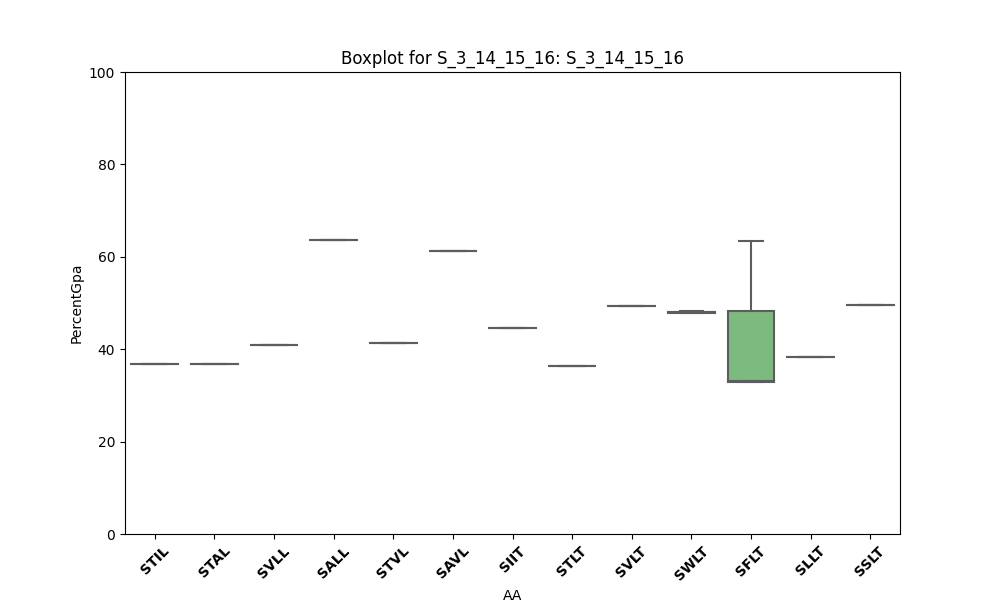 Boxplot for S_3_14_15_16: S_3_14_15_16
100
80
60
40
20
0
PercentGpa
STIL
STAL
SVLL
SALL
STVL
SAVL
SIIT
STLT
SVLT
SWLT
SFLT
SLLT
SSLT
AA